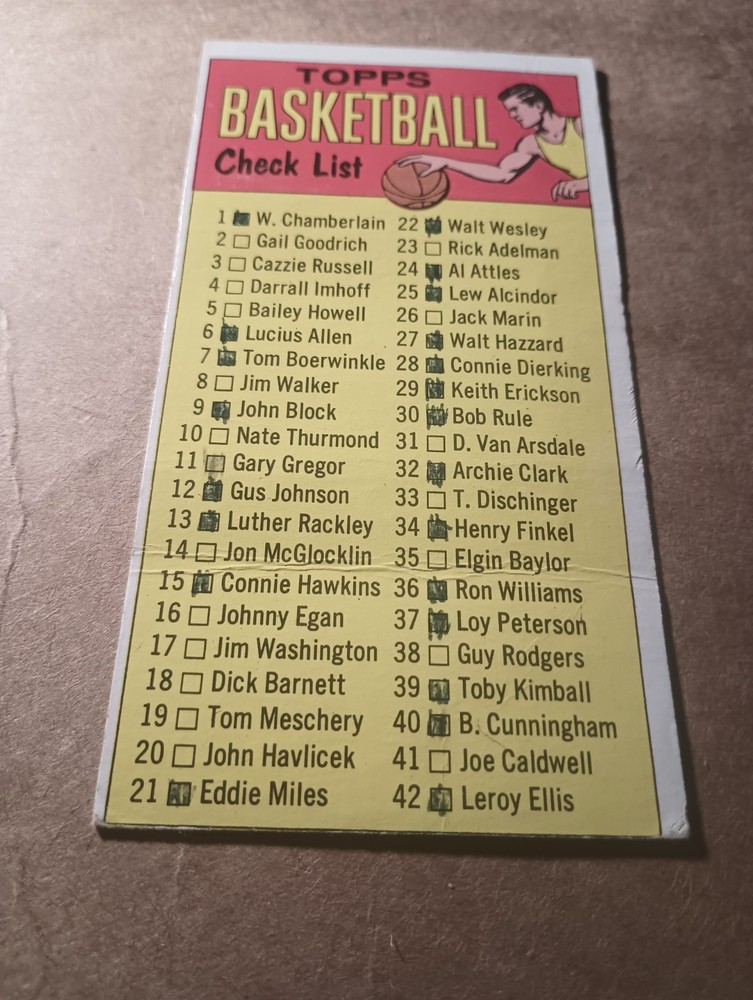 TOPPS
BASKETBALL
Check List
1 W. Chamberlain
2 Gail Goodrich
3 Cazzie Russell
4 Darrall Imhoff
5 Bailey Howell
6 Lucius Allen
7 Tom Boerwinkle
8 Jim Walker
9 John Block
10 Nate Thurmond
11 Gary Gregor
12 Gus Johnson
13 Luther Rackley
14 Jon McGlocklin
15 Connie Hawkins
16 Johnny Egan
17 Jim Washington
18 Dick Barnett
19 Tom Meschery
20 John Havlicek
21 Eddie Miles
22 Walt Wesley
23 Rick Adelman
24 Al Attles
25 Lew Alcindor
26 Jack Marin
27 Walt Hazzard
28 Connie Dierking
29 Keith Erickson
30 Bob Rule
31 D. Van Arsdale
32 Archie Clark
33 T. Dischinger
34 Henry Finkel
35 Elgin Baylor
36 Ron Williams
37 Loy Peterson
38 Guy Rodgers
39 Toby Kimball
40 B. Cunningham
41 Joe Caldwell
42 Leroy Ellis